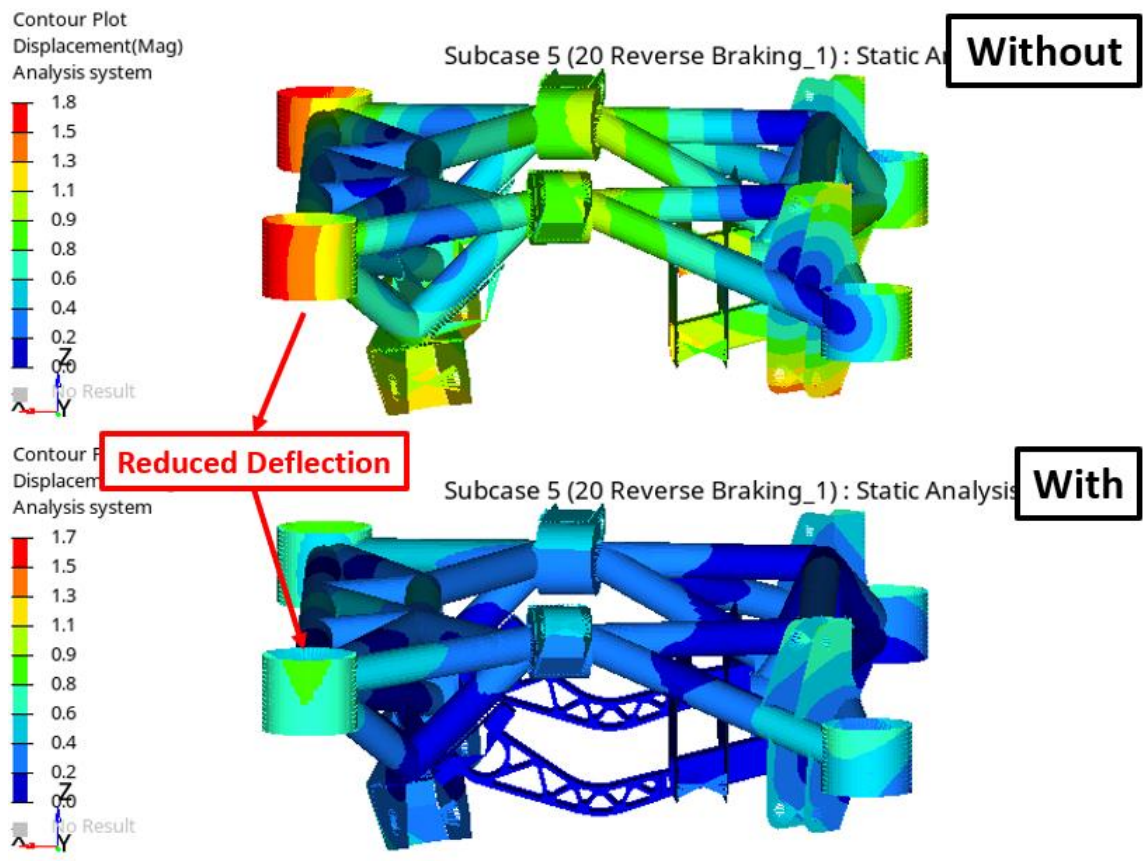 Contour Plot
Displacement(Mag)
Analysis system
Subcase 5 (20 Reverse Braking_1) : Static
Without
1.8
1.5
1.3
1.1
0.9
0.8
0.6
0.4
0.2
0.0
No Result
Z
X
Y
Reduced Deflection
Contour
Analysis system
Subcase 5 (20 Reverse Braking_1) : Static Analysis
With
1.7
1.5
1.3
1.1
0.9
0.8
0.6
0.4
0.2
0.0
No Result
Z
X
Y